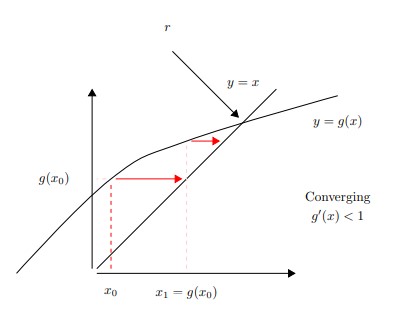 r
y = x
y = g(x)
g(x₀)
Converging
g′(x) < 1
x₀
x₁ = g(x₀)